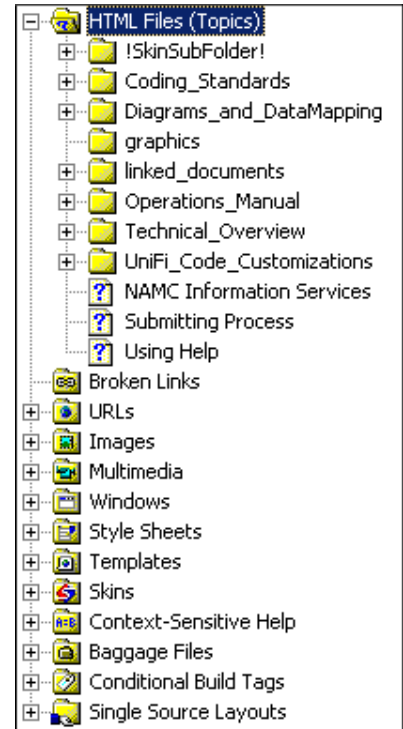 HTML Files (Topics)
!SkinSubFolder!
Coding_Standards
Diagrams_and_DataMapping
graphics
linked_documents
Operations_Manual
Technical_Overview
UniFi_Code_Customizations
NAMC Information Services
Submitting Process
Using Help
Broken Links
URLs
Images
Multimedia
Windows
Style Sheets
Templates
Skins
Context-Sensitive Help
Baggage Files
Conditional Build Tags
Single Source Layouts